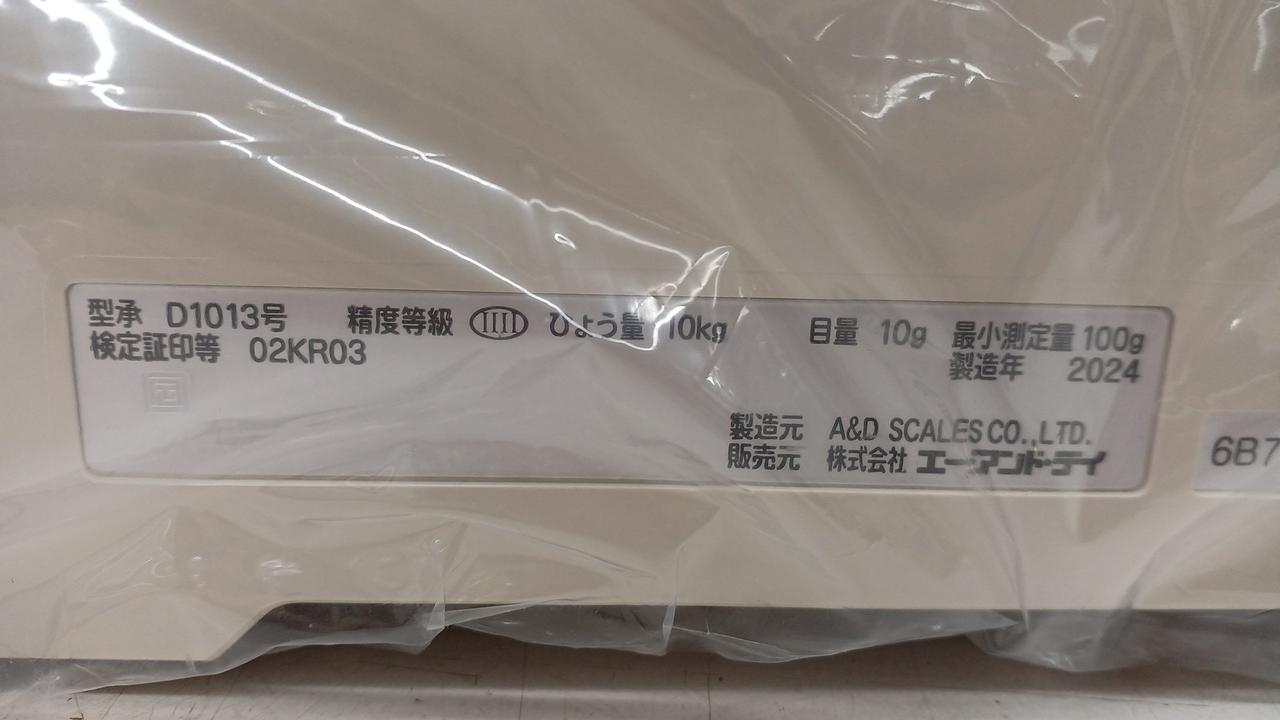 型承 D1013号 精度等級 IIII ひょう量 10kg 目量 10g 最小測定量 100g
検定証印等 02KR03
製造年 2024
製造元 A&D SCALES CO.,LTD.
販売元 株式会社 エー・アンド・デイ
6B7